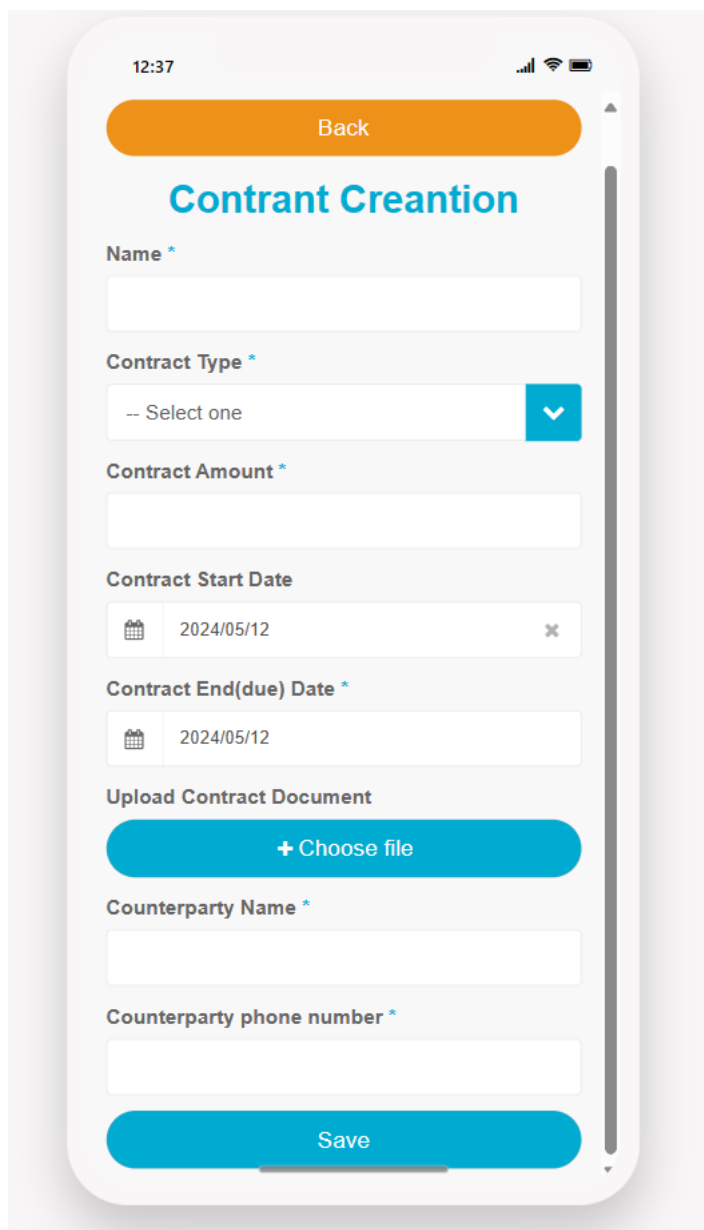 12:37
Back
Contrant Creantion
Name *
Contract Type *
-- Select one
Contract Amount *
Contract Start Date
2024/05/12
Contract End(due) Date *
2024/05/12
Upload Contract Document
+ Choose file
Counterparty Name *
Counterparty phone number *
Save